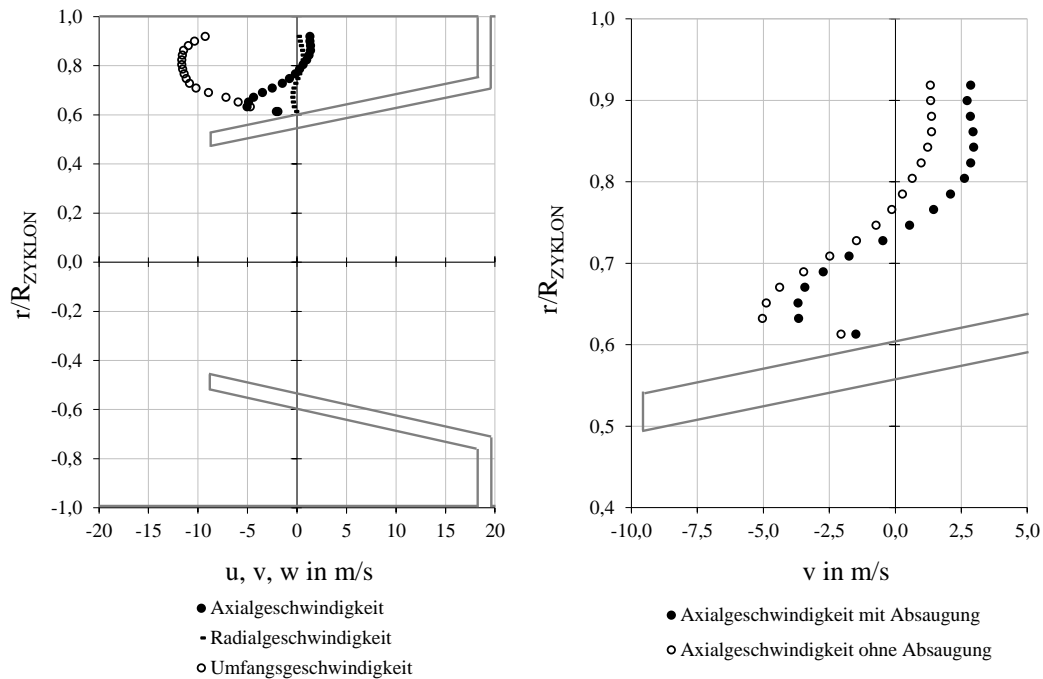 r/R_ZYKLON
1,0
0,8
0,6
0,4
0,2
0,0
-0,2
-0,4
-0,6
-0,8
-1,0
-20 -15 -10 -5 0 5 10 15 20
u, v, w in m/s
Axialgeschwindigkeit
Radialgeschwindigkeit
Umfangsgeschwindigkeit
r/R_ZYKLON
1,0
0,9
0,8
0,7
0,6
0,5
0,4
-10,0 -7,5 -5,0 -2,5 0,0 2,5 5,0
v in m/s
Axialgeschwindigkeit mit Absaugung
Axialgeschwindigkeit ohne Absaugung